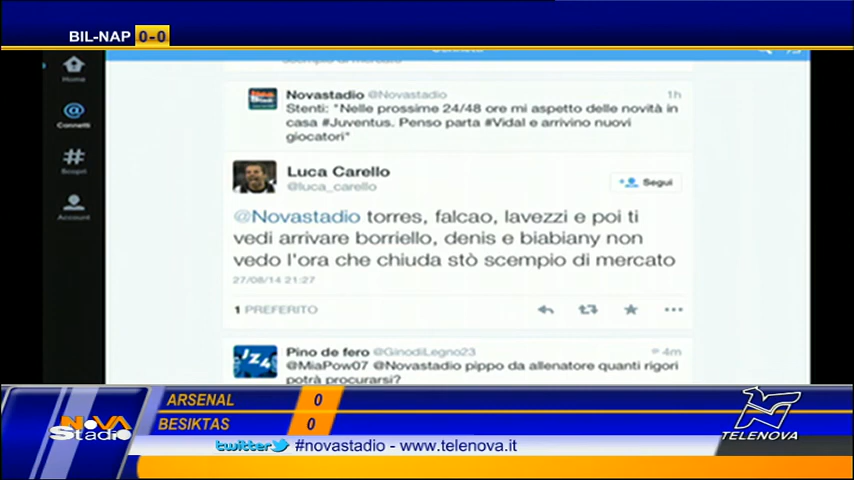 BIL-NAP 0-0
Home
Novastadio @Novastadio 1h
Stenti: "Nelle prossime 24/48 ore mi aspetto delle novità in
casa #Juventus. Penso parta #Vidal e arrivino nuovi
giocatori"
Connetti
Scopri
Account
Luca Carello
@luca_carello
Segui
@Novastadio torres, falcao, lavezzi e poi ti
vedi arrivare borriello, denis e biabiany non
vedo l'ora che chiuda stò scempio di mercato
27/08/14 21:27
1 PREFERITO
Pino de fero @GinodiLegno23 4m
@MiaPow07 @Novastadio pippo da allenatore quanti rigori
potrà procurarsi?
ARSENAL 0
BESIKTAS 0
NOVA
Stadio
twitter #novastadio - www.telenova.it
TELENOVA